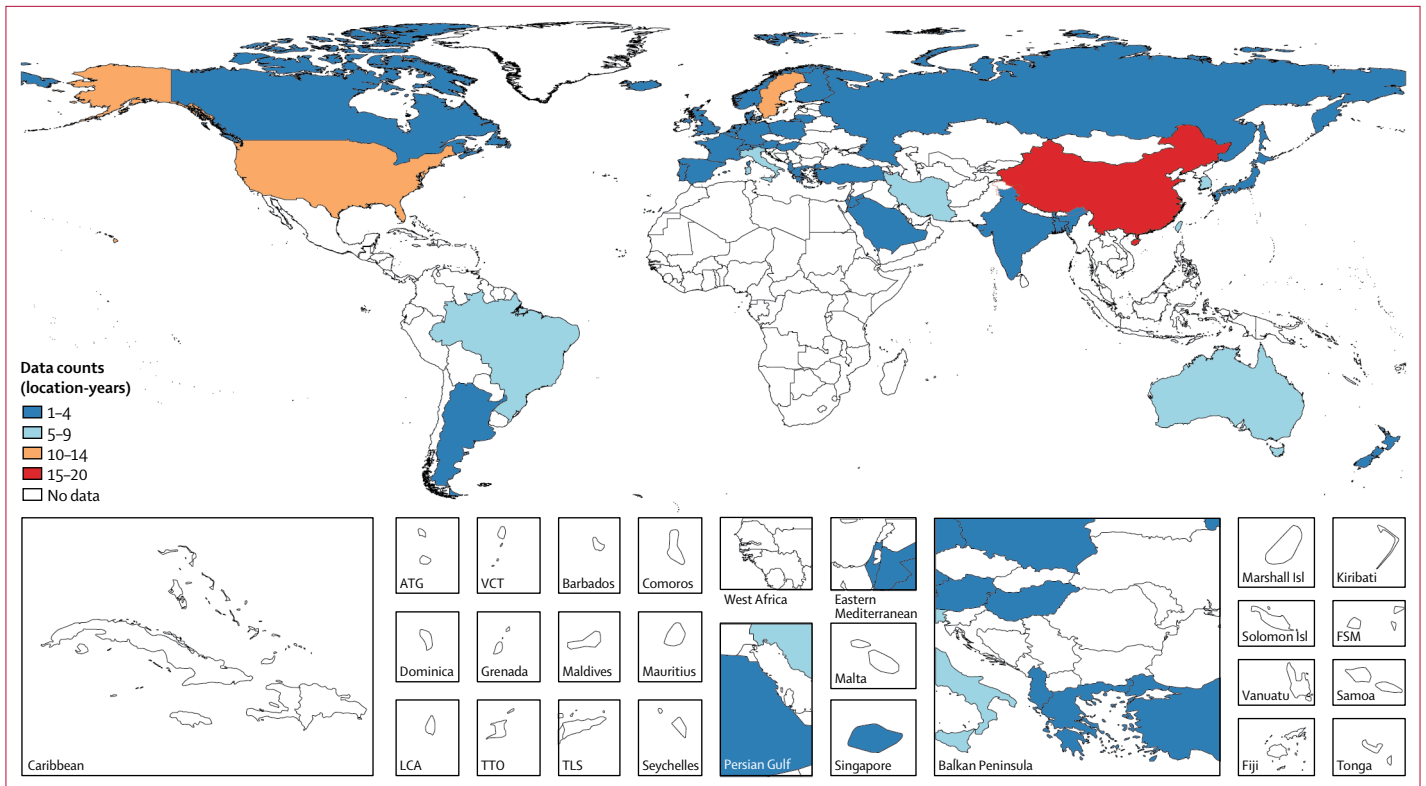 Data counts
(location-years)
1–4
5–9
10–14
15–20
No data
Caribbean
ATG
VCT
Barbados
Comoros
Dominica
Grenada
Maldives
Mauritius
LCA
TTO
TLS
Seychelles
West Africa
Eastern
Mediterranean
Persian Gulf
Malta
Singapore
Balkan Peninsula
Marshall Isl
Kiribati
Solomon Isl
FSM
Vanuatu
Samoa
Fiji
Tonga